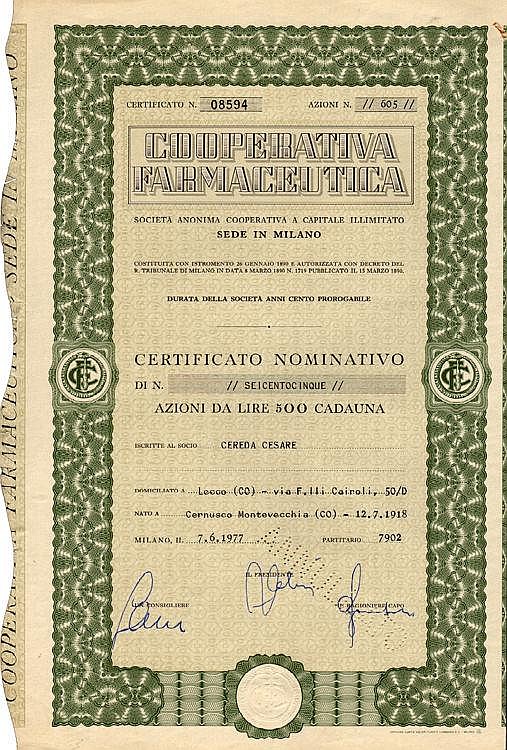 CERTIFICATO N. 08594 AZIONI N. // 605 //
COOPERATIVA
FARMACEUTICA
SOCIETÀ ANONIMA COOPERATIVA A CAPITALE ILLIMITATO
SEDE IN MILANO
COSTITUITA CON ISTROMENTO 26 GENNAIO 1890 E AUTORIZZATA CON DECRETO DEL
R. TRIBUNALE DI MILANO IN DATA 8 MARZO 1890 N. 1719 PUBBLICATO IL 15 MARZO 1890.
DURATA DELLA SOCIETÀ ANNI CENTO PROROGABILE
CERTIFICATO NOMINATIVO
DI N. // SEICENTOCINQUE //
AZIONI DA LIRE 500 CADAUNA
ISCRITTE AL SOCIO CEREDA CESARE
DOMICILIATO A Lecco (CO) - via F.lli Cairoli, 50/D
NATO A Cernusco Montevecchia (CO) - 12.7.1918
MILANO, IL 7.6.1977 PARTITARIO 7902
IL PRESIDENTE
UN CONSIGLIERE IL RAGIONIERE CAPO
COOPERATIVA FARMACEUTICA SEDE IN MILANO